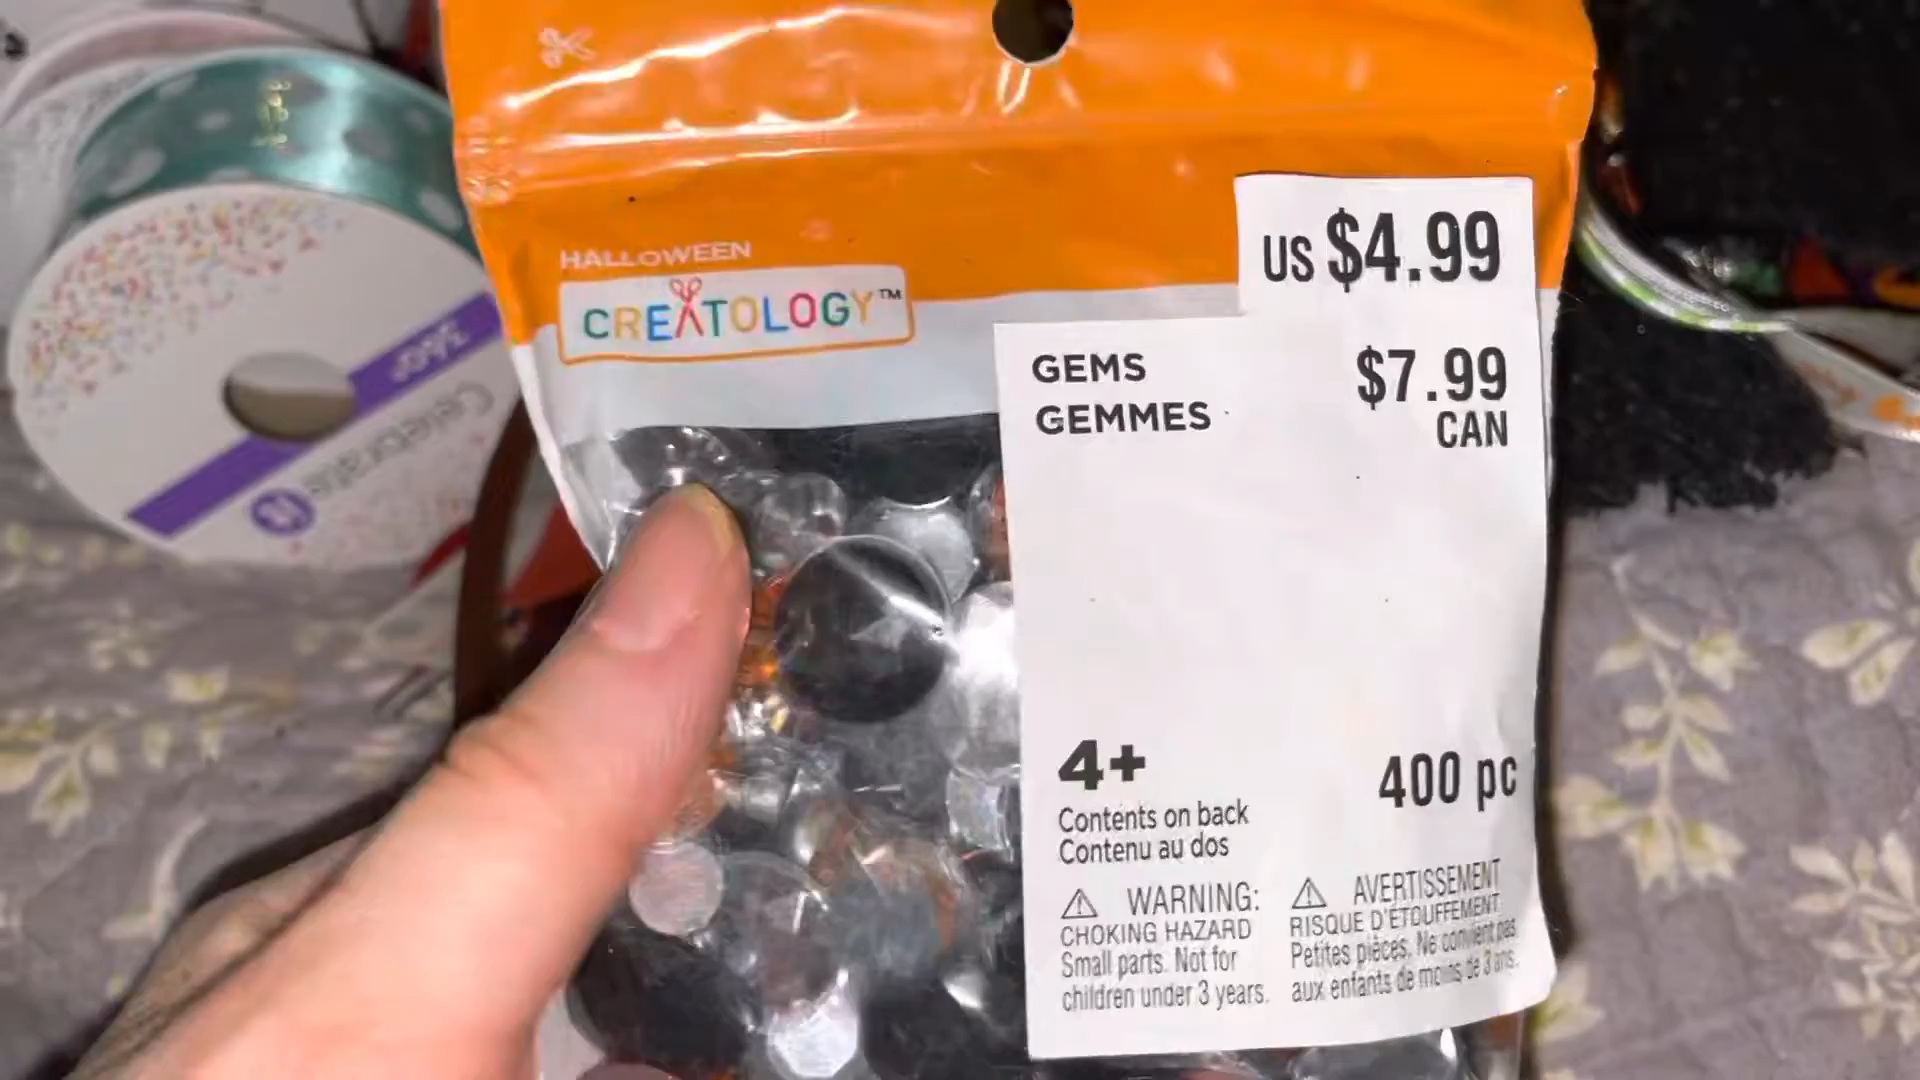 HALLOWEEN
CREATOLOGY™
US $4.99
GEMS
GEMMES
$7.99
CAN
4+
400 pc
Contents on back
Contenu au dos
⚠ WARNING:
CHOKING HAZARD
Small parts. Not for
children under 3 years.
⚠ AVERTISSEMENT
RISQUE D'ÉTOUFFEMENT
Petites pièces. Ne convient pas
aux enfants de moins de 3 ans.
Celebrate it